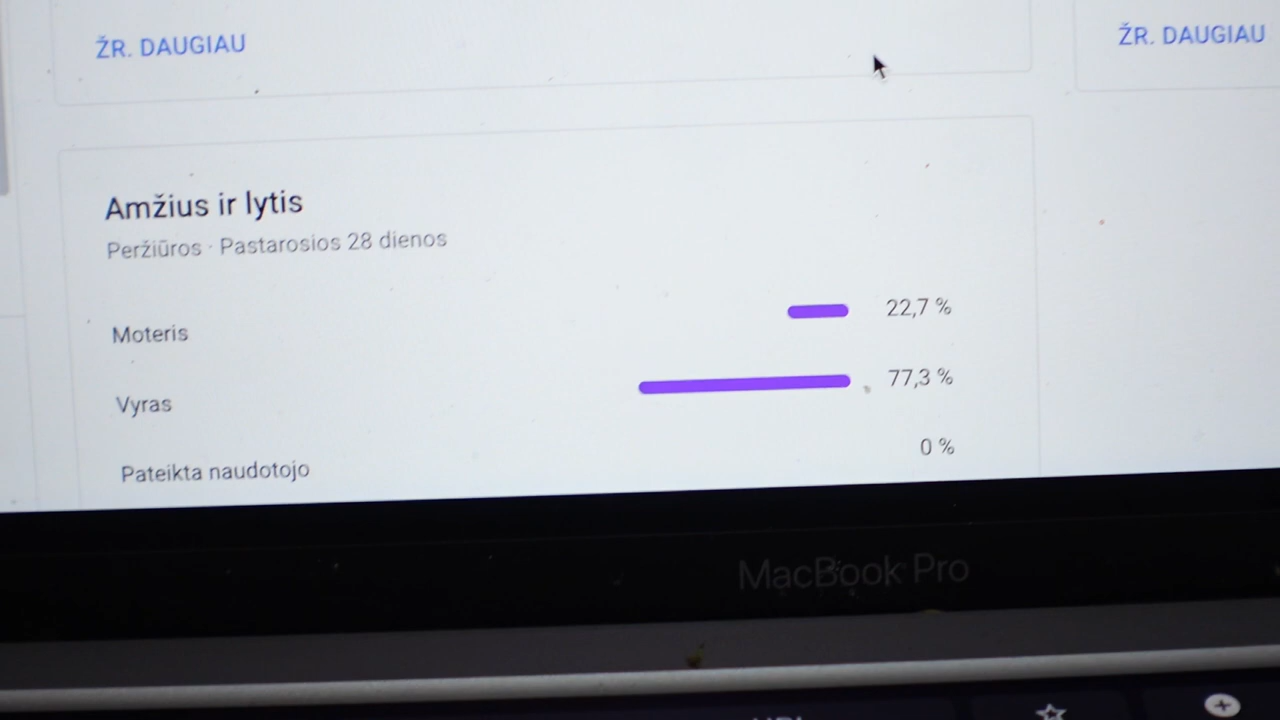 ŽR. DAUGIAU
ŽR. DAUGIAU
Amžius ir lytis
Peržiūros · Pastarosios 28 dienos
Moteris 22,7 %
Vyras 77,3 %
Pateikta naudotojo 0 %
MacBook Pro